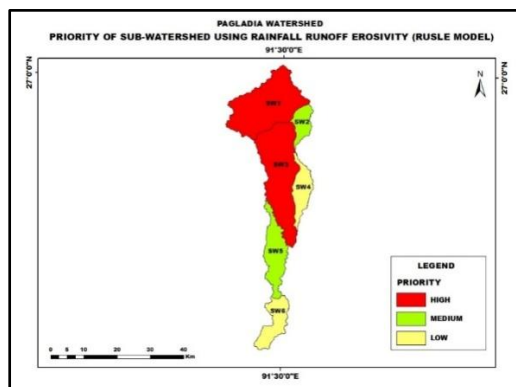 PAGLADIA WATERSHED
PRIORITY OF SUB-WATERSHED USING RAINFALL RUNOFF EROSIVITY (RUSLE MODEL)
91°30'0"E
27°0'0"N
27°0'0"N
N
SW1
SW2
SW3
SW4
SW5
SW6
LEGEND
PRIORITY
HIGH
MEDIUM
LOW
0 5 10 20 30 40
Km
91°30'0"E